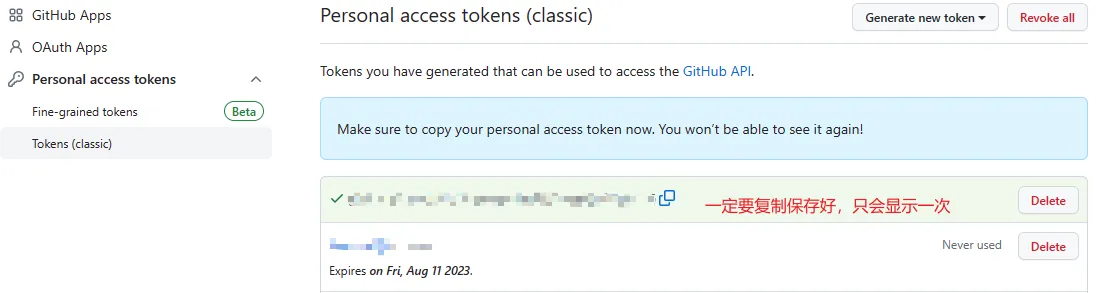 GitHub Apps
OAuth Apps
Personal access tokens
Fine-grained tokens Beta
Tokens (classic)
Personal access tokens (classic)
Generate new token
Revoke all
Tokens you have generated that can be used to access the GitHub API.
Make sure to copy your personal access token now. You won't be able to see it again!
一定要复制保存好，只会显示一次
Delete
Never used
Delete
Expires on Fri, Aug 11 2023.